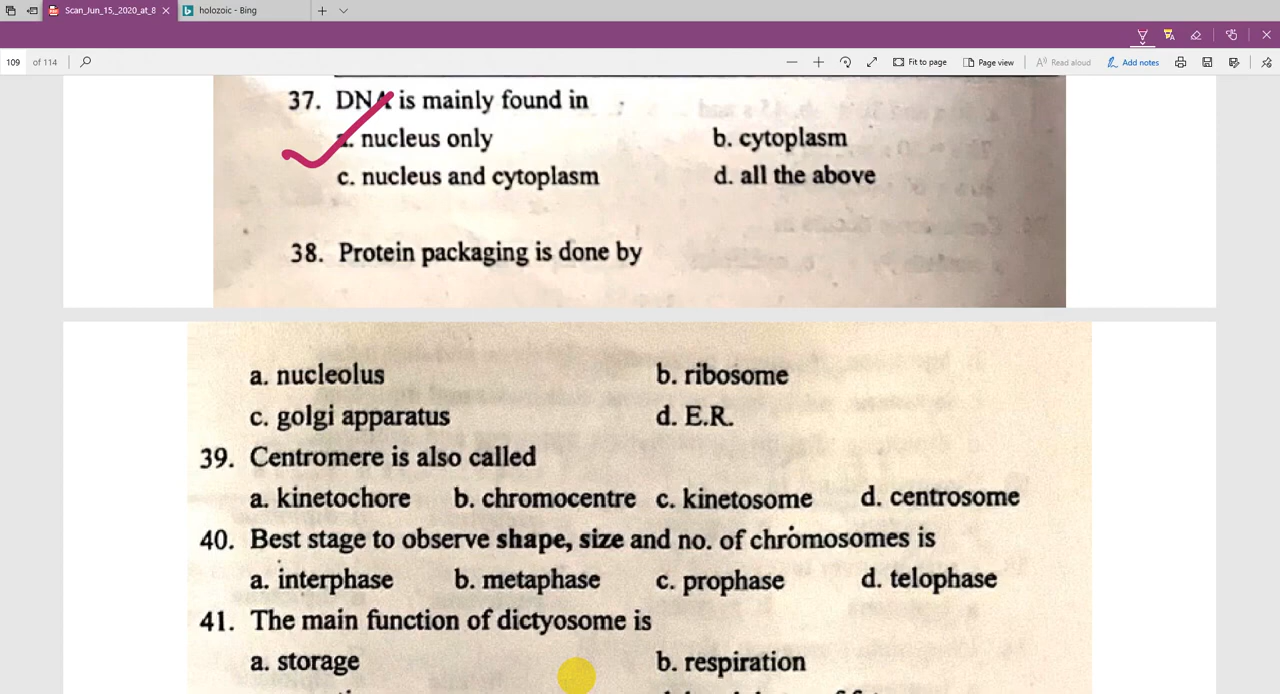 Scan_Jun_15,_2020_at_8
holozoic - Bing
109 of 114
Fit to page
Page view
Read aloud
Add notes
37. DNA is mainly found in
a. nucleus only b. cytoplasm
c. nucleus and cytoplasm d. all the above
38. Protein packaging is done by
a. nucleolus b. ribosome
c. golgi apparatus d. E.R.
39. Centromere is also called
a. kinetochore b. chromocentre c. kinetosome d. centrosome
40. Best stage to observe shape, size and no. of chromosomes is
a. interphase b. metaphase c. prophase d. telophase
41. The main function of dictyosome is
a. storage b. respiration